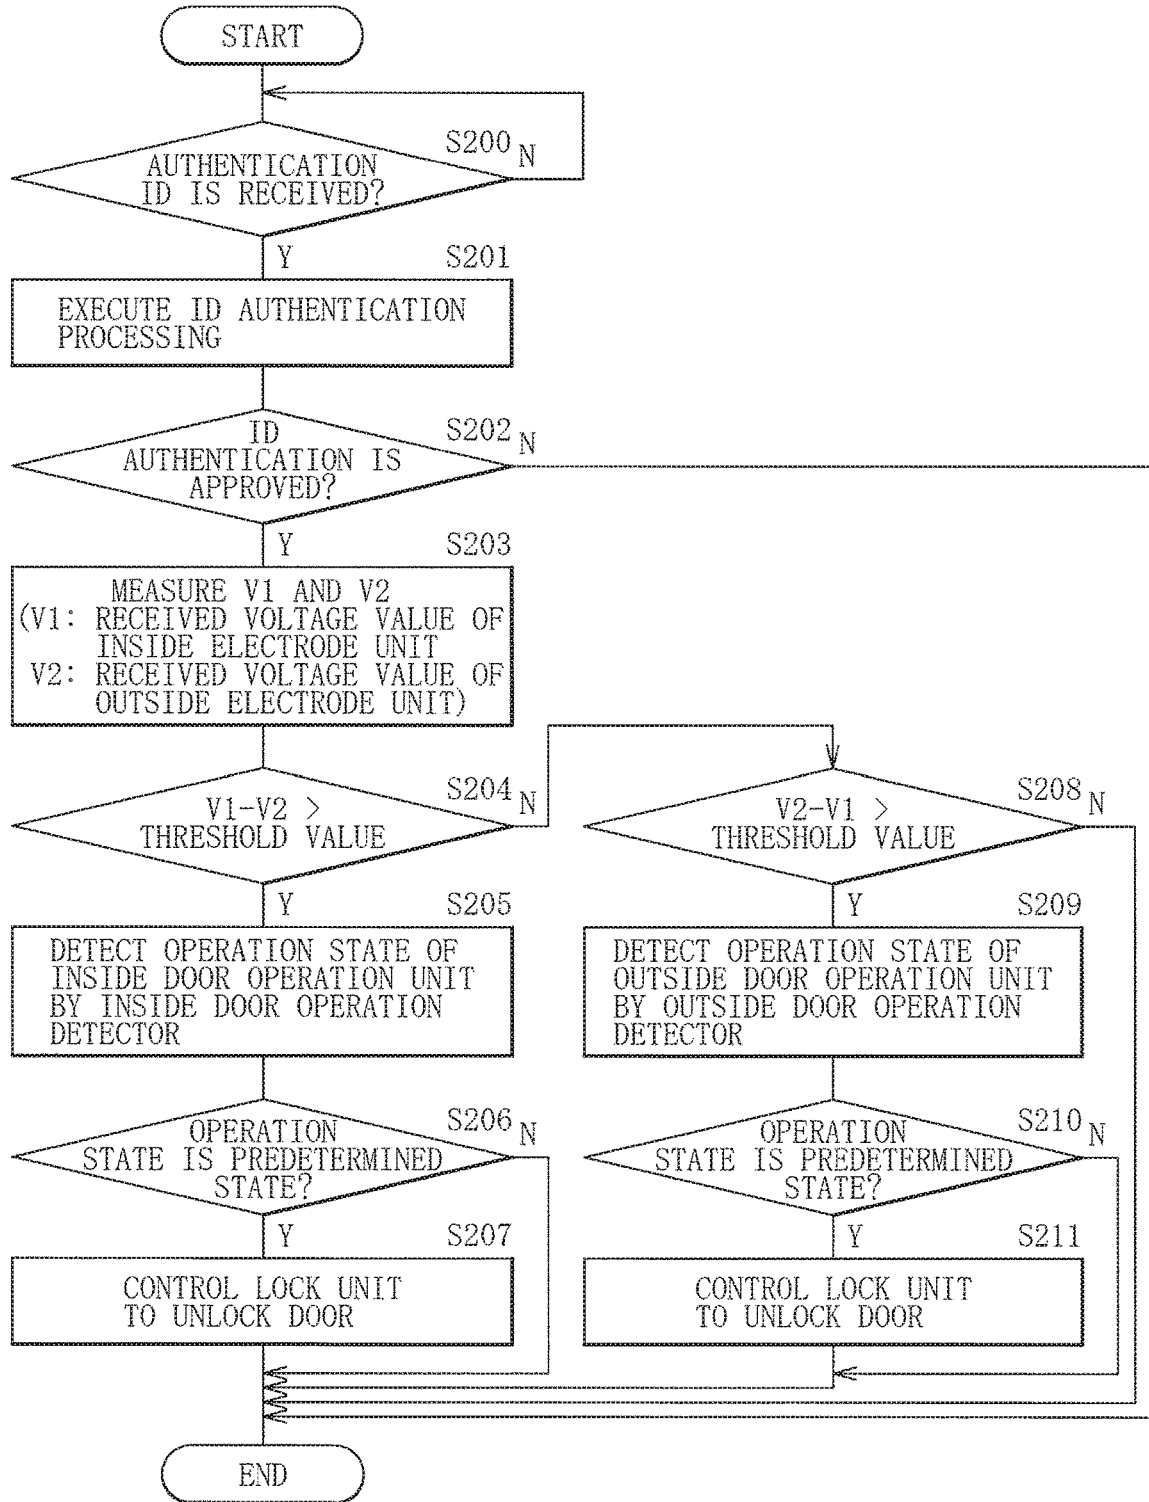 START
S200
N
AUTHENTICATION
ID IS RECEIVED?
Y
S201
EXECUTE ID AUTHENTICATION
PROCESSING
S202
N
ID
AUTHENTICATION IS
APPROVED?
Y
S203
MEASURE V1 AND V2
(V1: RECEIVED VOLTAGE VALUE OF
INSIDE ELECTRODE UNIT
V2: RECEIVED VOLTAGE VALUE OF
OUTSIDE ELECTRODE UNIT)
S204
N
V1-V2 >
THRESHOLD VALUE
Y
S205
DETECT OPERATION STATE OF
INSIDE DOOR OPERATION UNIT
BY INSIDE DOOR OPERATION
DETECTOR
S206
N
OPERATION
STATE IS PREDETERMINED
STATE?
Y
S207
CONTROL LOCK UNIT
TO UNLOCK DOOR
S208
N
V2-V1 >
THRESHOLD VALUE
Y
S209
DETECT OPERATION STATE OF
OUTSIDE DOOR OPERATION UNIT
BY OUTSIDE DOOR OPERATION
DETECTOR
S210
N
OPERATION
STATE IS PREDETERMINED
STATE?
Y
S211
CONTROL LOCK UNIT
TO UNLOCK DOOR
END